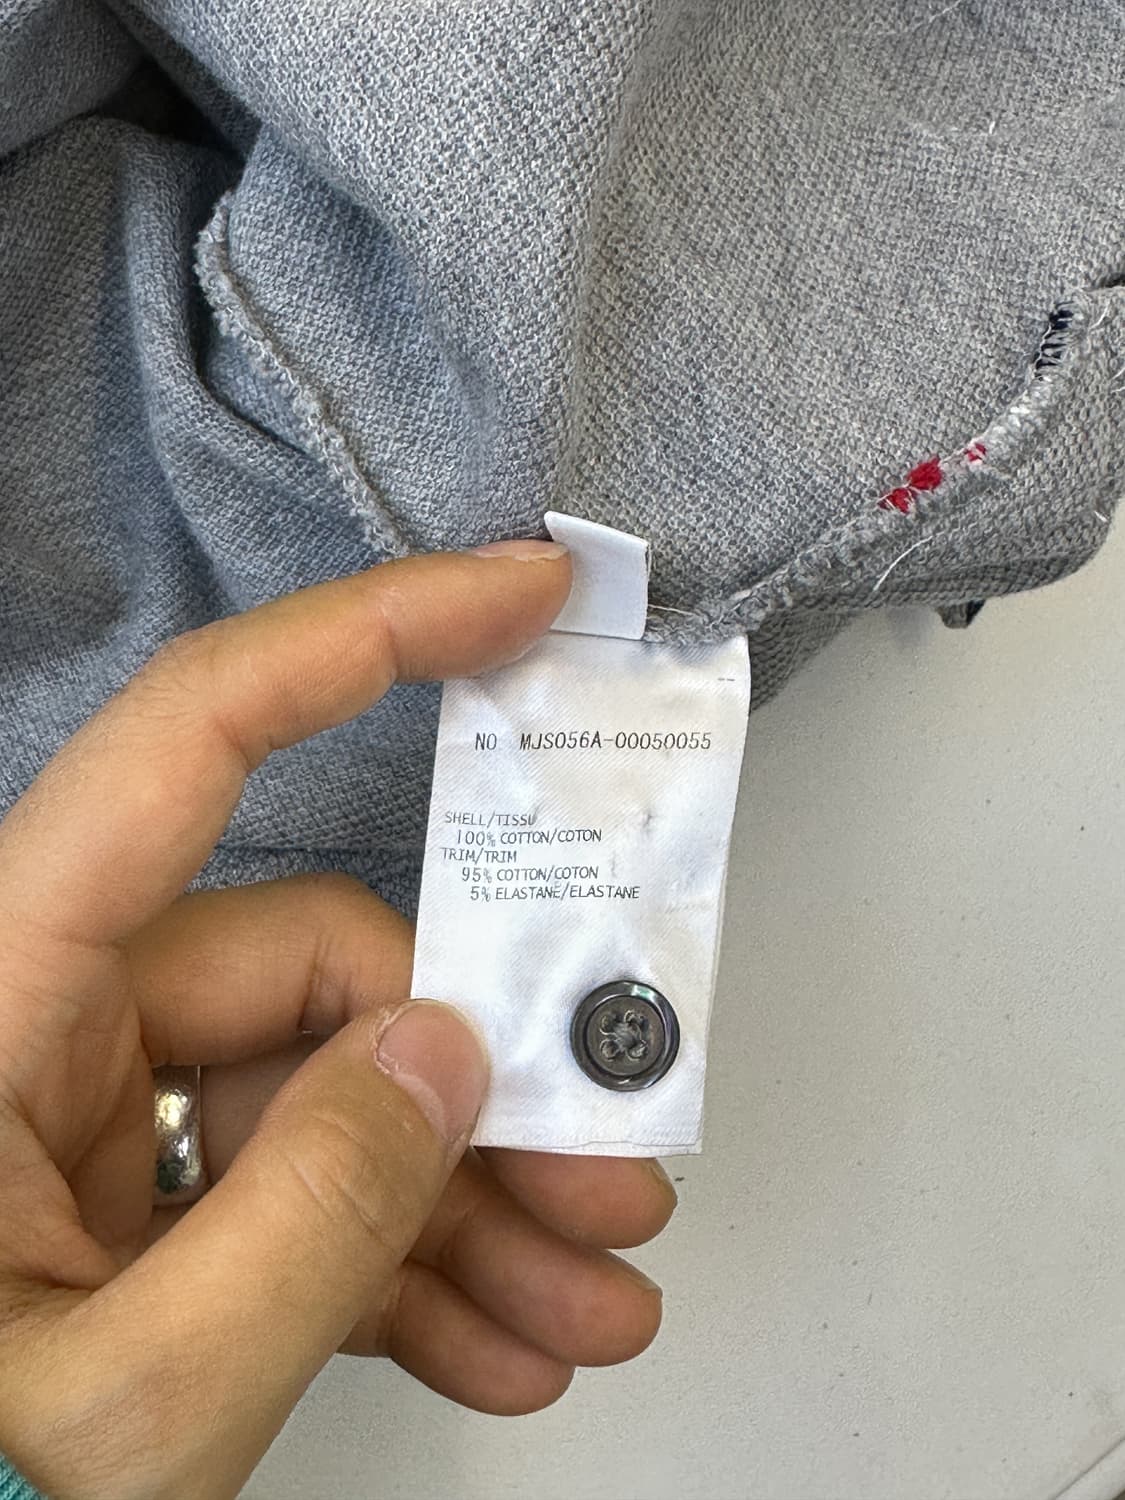 NO MJS056A-00050055
SHELL/TISSU
100% COTTON/COTON
TRIM/TRIM
95% COTTON/COTON
5% ELASTANE/ELASTANE